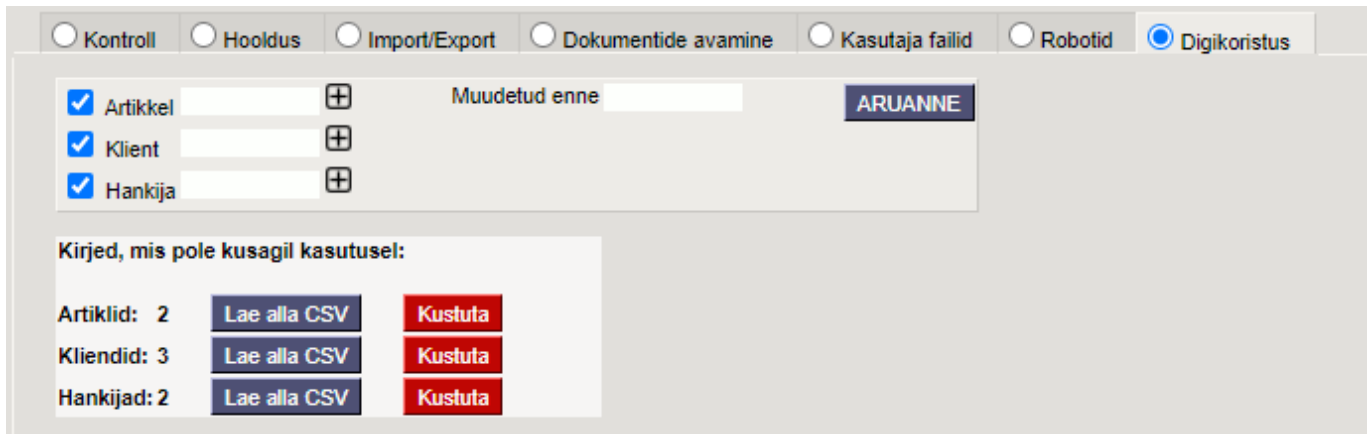 Kontroll Hooldus Import/Export Dokumentide avamine Kasutaja failid Robotid Digikoristus
Artikkel Muudetud enne ARUANNE
Klient
Hankija
Kirjed, mis pole kusagil kasutusel:
Artiklid: 2 Lae alla CSV Kustuta
Kliendid: 3 Lae alla CSV Kustuta
Hankijad: 2 Lae alla CSV Kustuta